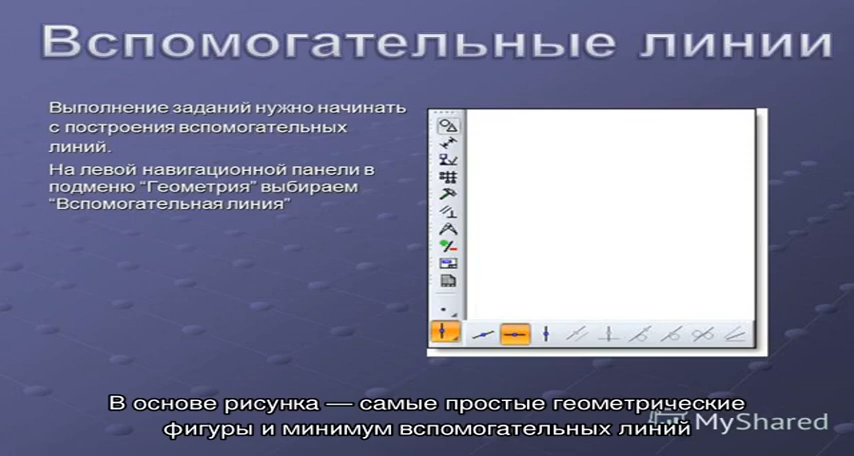 Вспомогательные линии
Выполнение заданий нужно начинать
с построения вспомогательных
линий.
На левой навигационной панели в
подменю “Геометрия” выбираем
“Вспомогательная линия”
В основе рисунка — самые простые геометрические
фигуры и минимум вспомогательных линий
MyShared